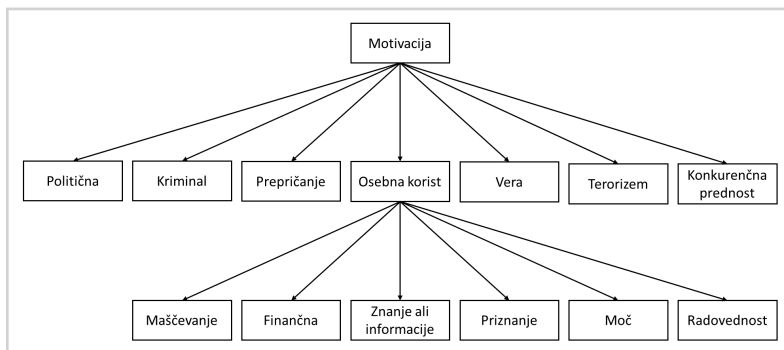 Motivacija
Politična
Kriminal
Prepričanje
Osebna korist
Vera
Terorizem
Konkurenčna
prednost
Maščevanje
Finančna
Znanje ali
informacije
Priznanje
Moč
Radovednost